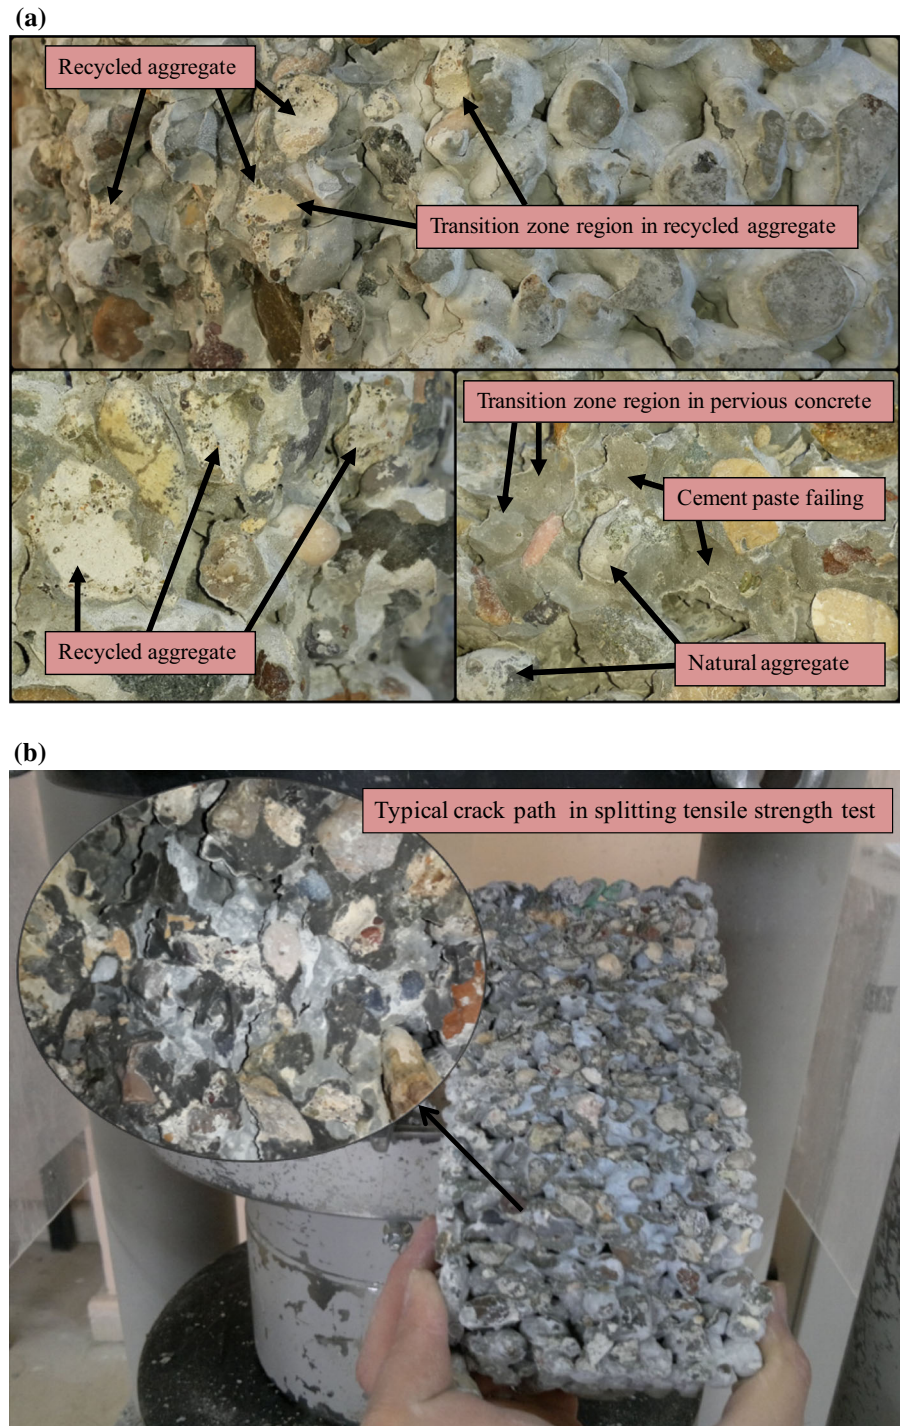 (a)
Recycled aggregate
Transition zone region in recycled aggregate
Transition zone region in pervious concrete
Cement paste failing
Recycled aggregate
Natural aggregate
(b)
Typical crack path in splitting tensile strength test